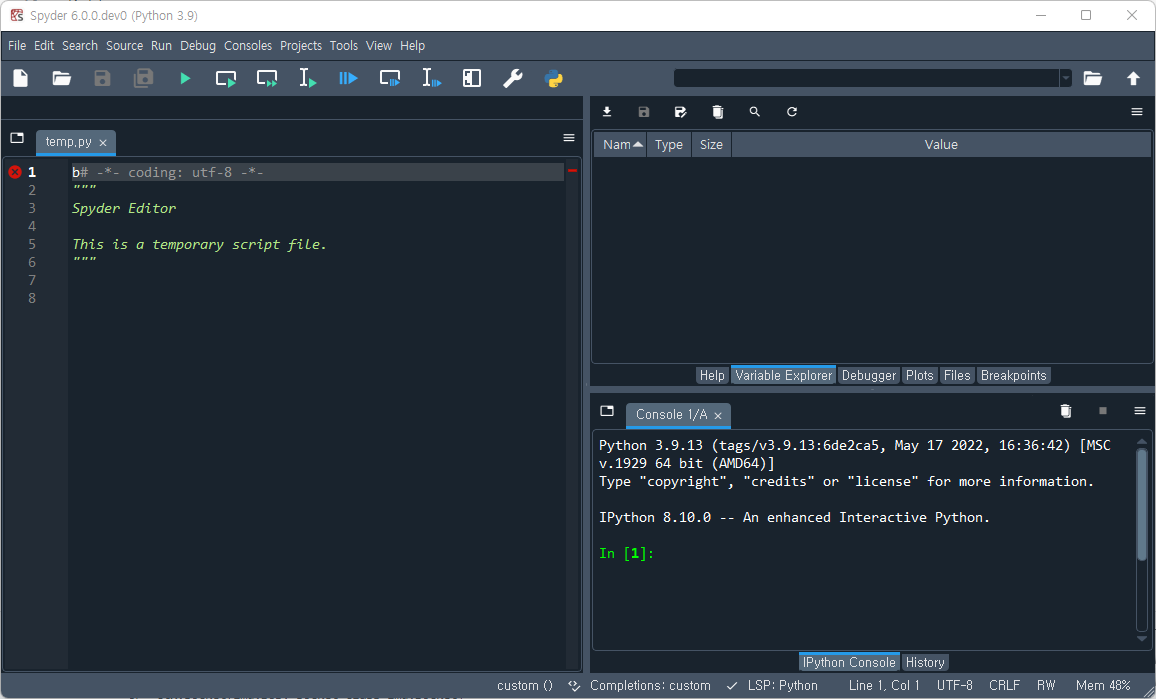 Spyder 6.0.0.dev0 (Python 3.9)
File Edit Search Source Run Debug Consoles Projects Tools View Help
temp.py
1 b# -*- coding: utf-8 -*-
2 """
3 Spyder Editor
4
5 This is a temporary script file.
6 """
7
8
Nam Type Size Value
Help Variable Explorer Debugger Plots Files Breakpoints
Console 1/A
Python 3.9.13 (tags/v3.9.13:6de2ca5, May 17 2022, 16:36:42) [MSC
v.1929 64 bit (AMD64)]
Type "copyright", "credits" or "license" for more information.
IPython 8.10.0 -- An enhanced Interactive Python.
In [1]:
IPython Console History
custom () Completions: custom LSP: Python Line 1, Col 1 UTF-8 CRLF RW Mem 48%